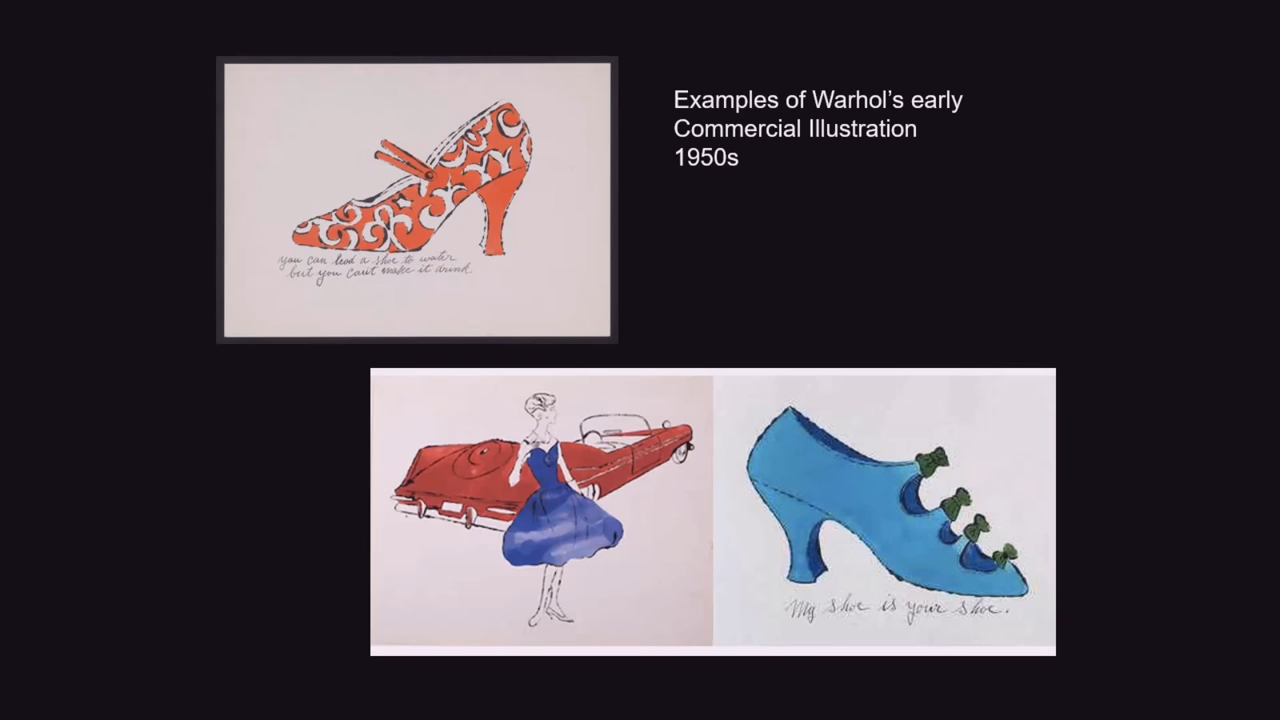 Examples of Warhol’s early
Commercial Illustration
1950s
you can lead a shoe to water
but you can't make it drink.
My shoe is your shoe.